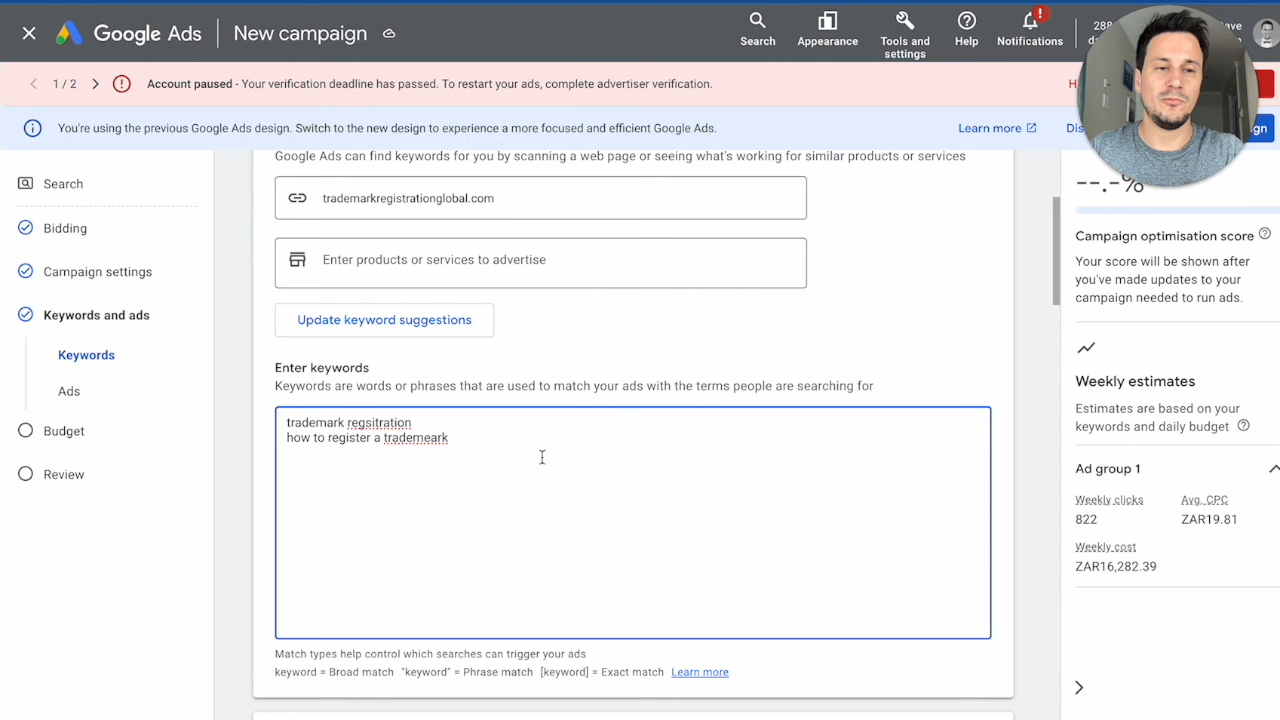 Google Ads
New campaign
Search
Appearance
Tools and settings
Help
Notifications
!
288
1 / 2
Account paused - Your verification deadline has passed. To restart your ads, complete advertiser verification.
You're using the previous Google Ads design. Switch to the new design to experience a more focused and efficient Google Ads.
Learn more
Search
Bidding
Campaign settings
Keywords and ads
Keywords
Ads
Budget
Review
Google Ads can find keywords for you by scanning a web page or seeing what's working for similar products or services
trademarkregistrationglobal.com
Enter products or services to advertise
Update keyword suggestions
Enter keywords
Keywords are words or phrases that are used to match your ads with the terms people are searching for
trademark regsitration
how to register a trademeark
Match types help control which searches can trigger your ads
keyword = Broad match "keyword" = Phrase match [keyword] = Exact match Learn more
--.-%
Campaign optimisation score
Your score will be shown after
you've made updates to your
campaign needed to run ads.
Weekly estimates
Estimates are based on your
keywords and daily budget
Ad group 1
Weekly clicks
Avg. CPC
822
ZAR19.81
Weekly cost
ZAR16,282.39